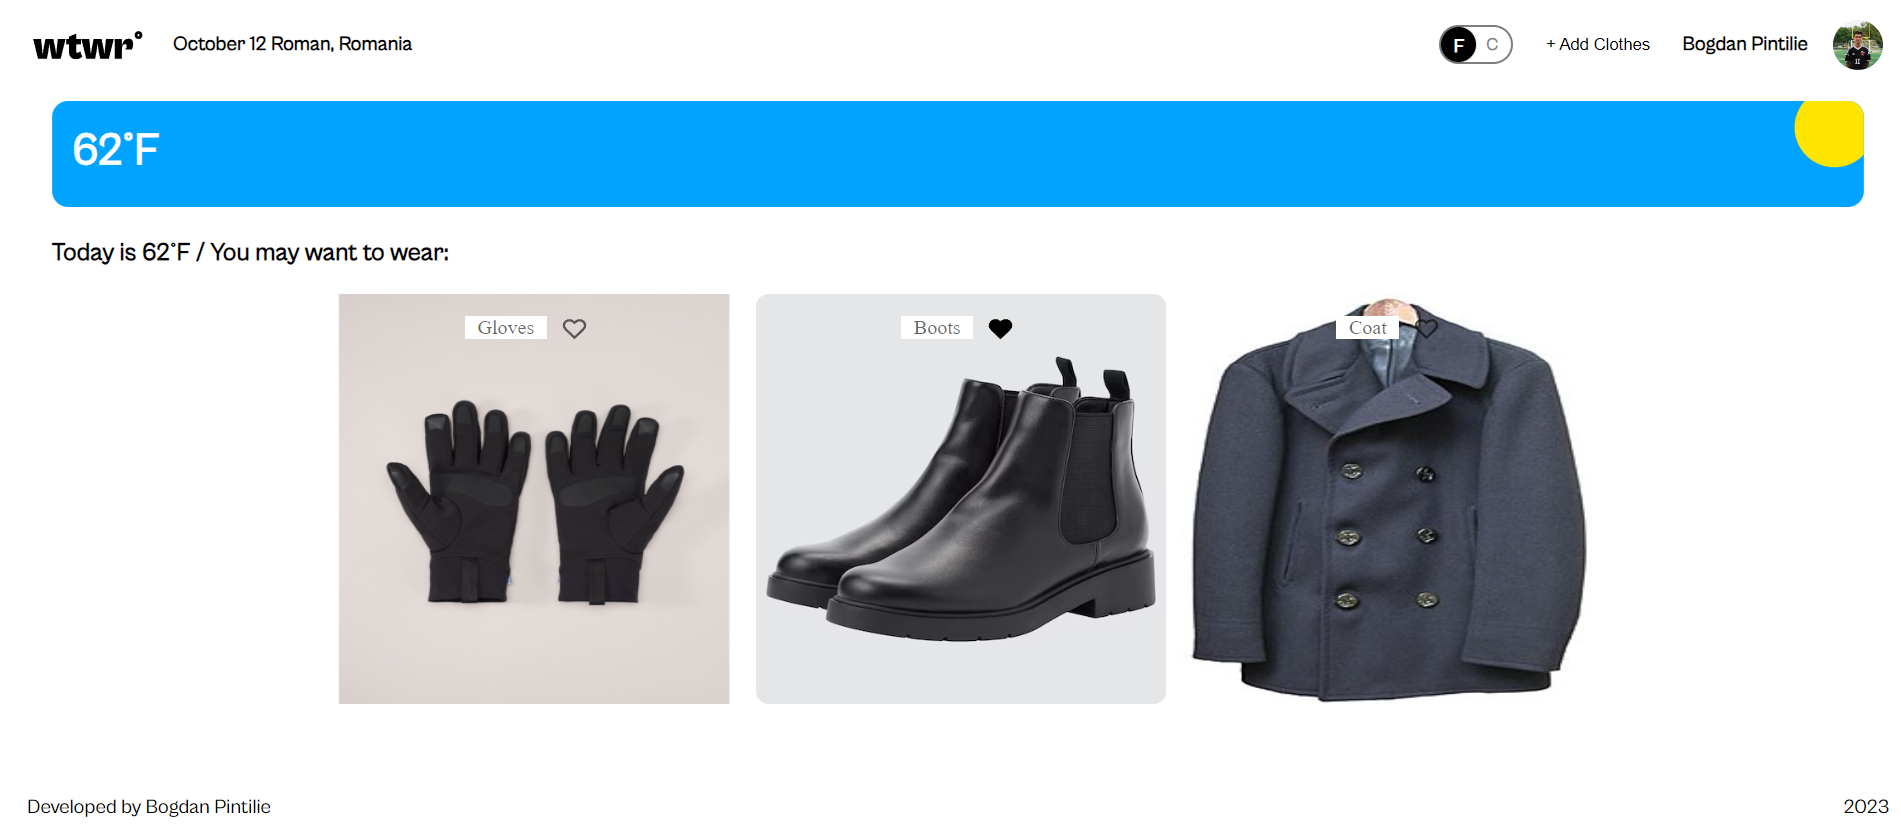 wtwr°
October 12 Roman, Romania
F C
+ Add Clothes
Bogdan Pintilie
62°F
Today is 62°F / You may want to wear:
Gloves
Boots
Coat
Developed by Bogdan Pintilie
2023